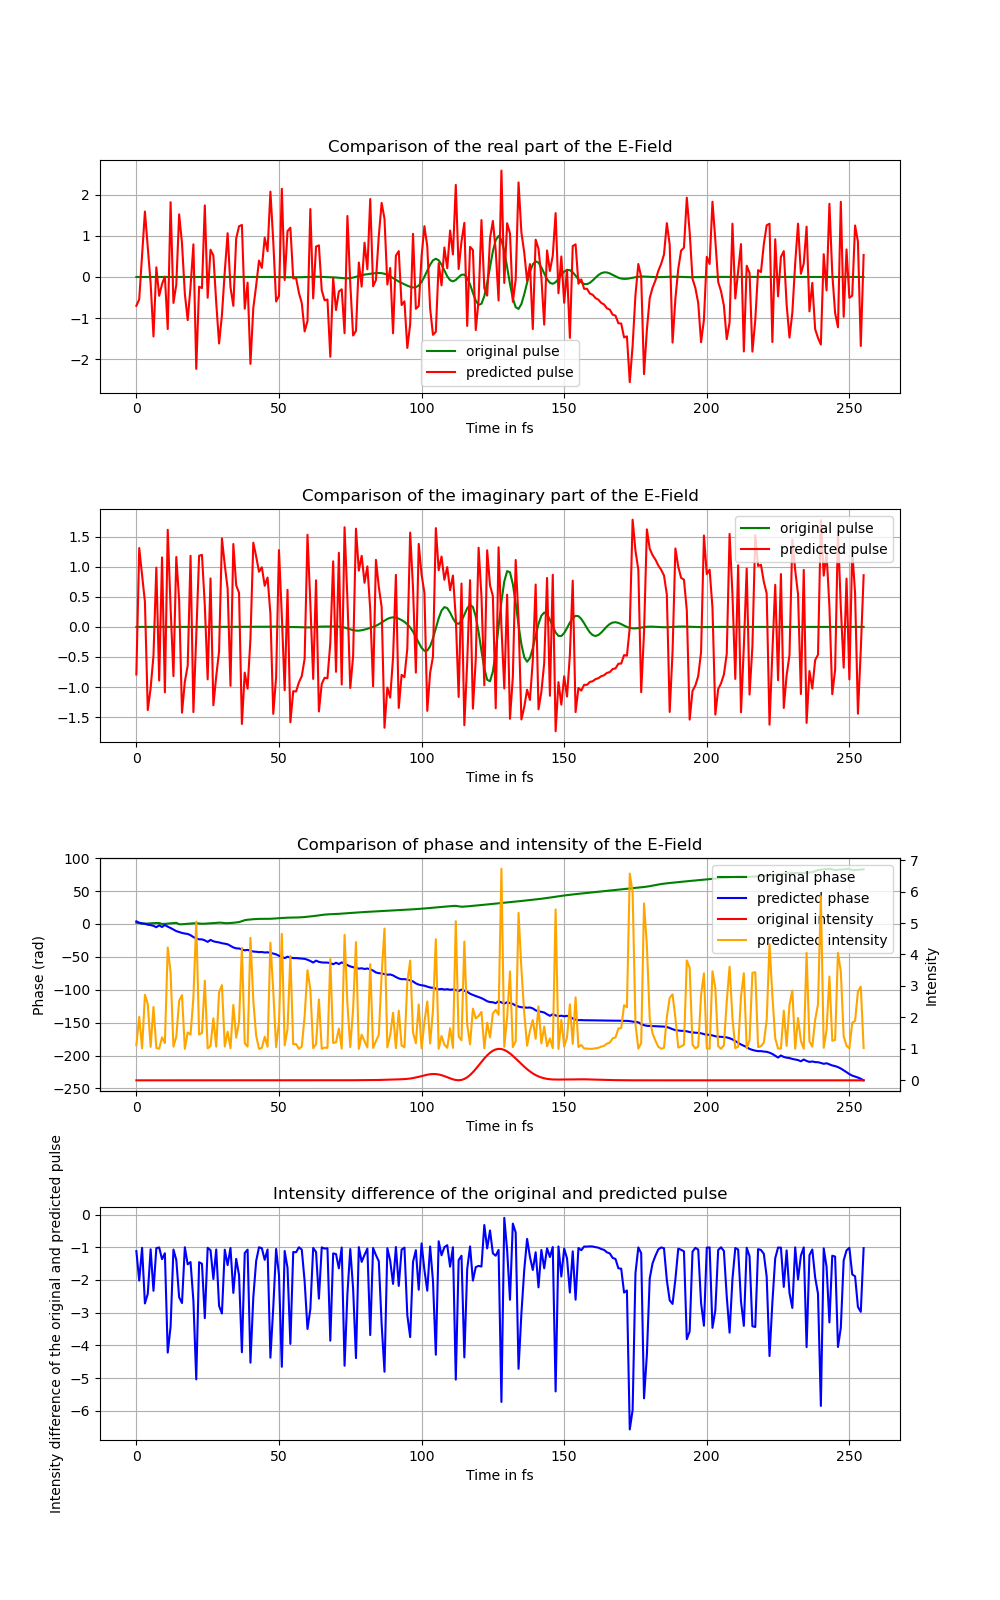 Comparison of the real part of the E-Field
2
1
0
−1
−2
original pulse
predicted pulse
0 50 100 150 200 250
Time in fs
Comparison of the imaginary part of the E-Field
1.5
1.0
0.5
0.0
−0.5
−1.0
−1.5
original pulse
predicted pulse
0 50 100 150 200 250
Time in fs
Comparison of phase and intensity of the E-Field
Phase (rad)
100
50
0
−50
−100
−150
−200
−250
original phase
predicted phase
original intensity
predicted intensity
7
6
5
4
3
2
1
0
Intensity
0 50 100 150 200 250
Time in fs
Intensity difference of the original and predicted pulse
Intensity difference of the original and predicted pulse
0
−1
−2
−3
−4
−5
−6
0 50 100 150 200 250
Time in fs